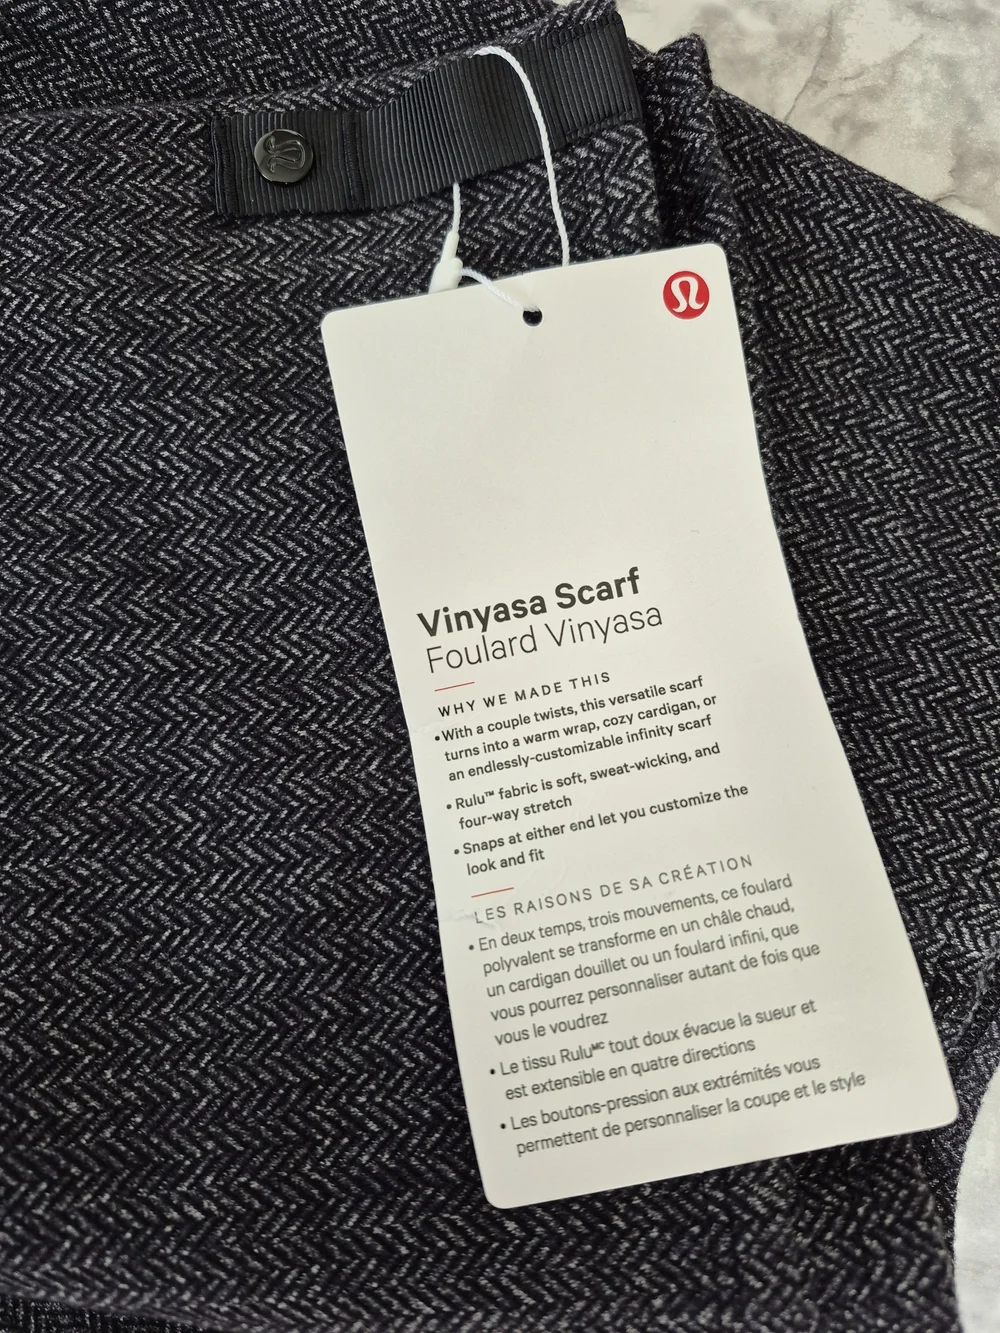 Vinyasa Scarf
Foulard Vinyasa
WHY WE MADE THIS
• With a couple twists, this versatile scarf
turns into a warm wrap, cozy cardigan, or
an endlessly-customizable infinity scarf
• Rulu™ fabric is soft, sweat-wicking, and
four-way stretch
• Snaps at either end let you customize the
look and fit
LES RAISONS DE SA CRÉATION
• En deux temps, trois mouvements, ce foulard
polyvalent se transforme en un châle chaud,
un cardigan douillet ou un foulard infini, que
vous pourrez personnaliser autant de fois que
vous le voudrez
• Le tissu Rulu<sup>MC</sup> tout doux évacue la sueur et
est extensible en quatre directions
• Les boutons-pression aux extrémités vous
permettent de personnaliser la coupe et le style